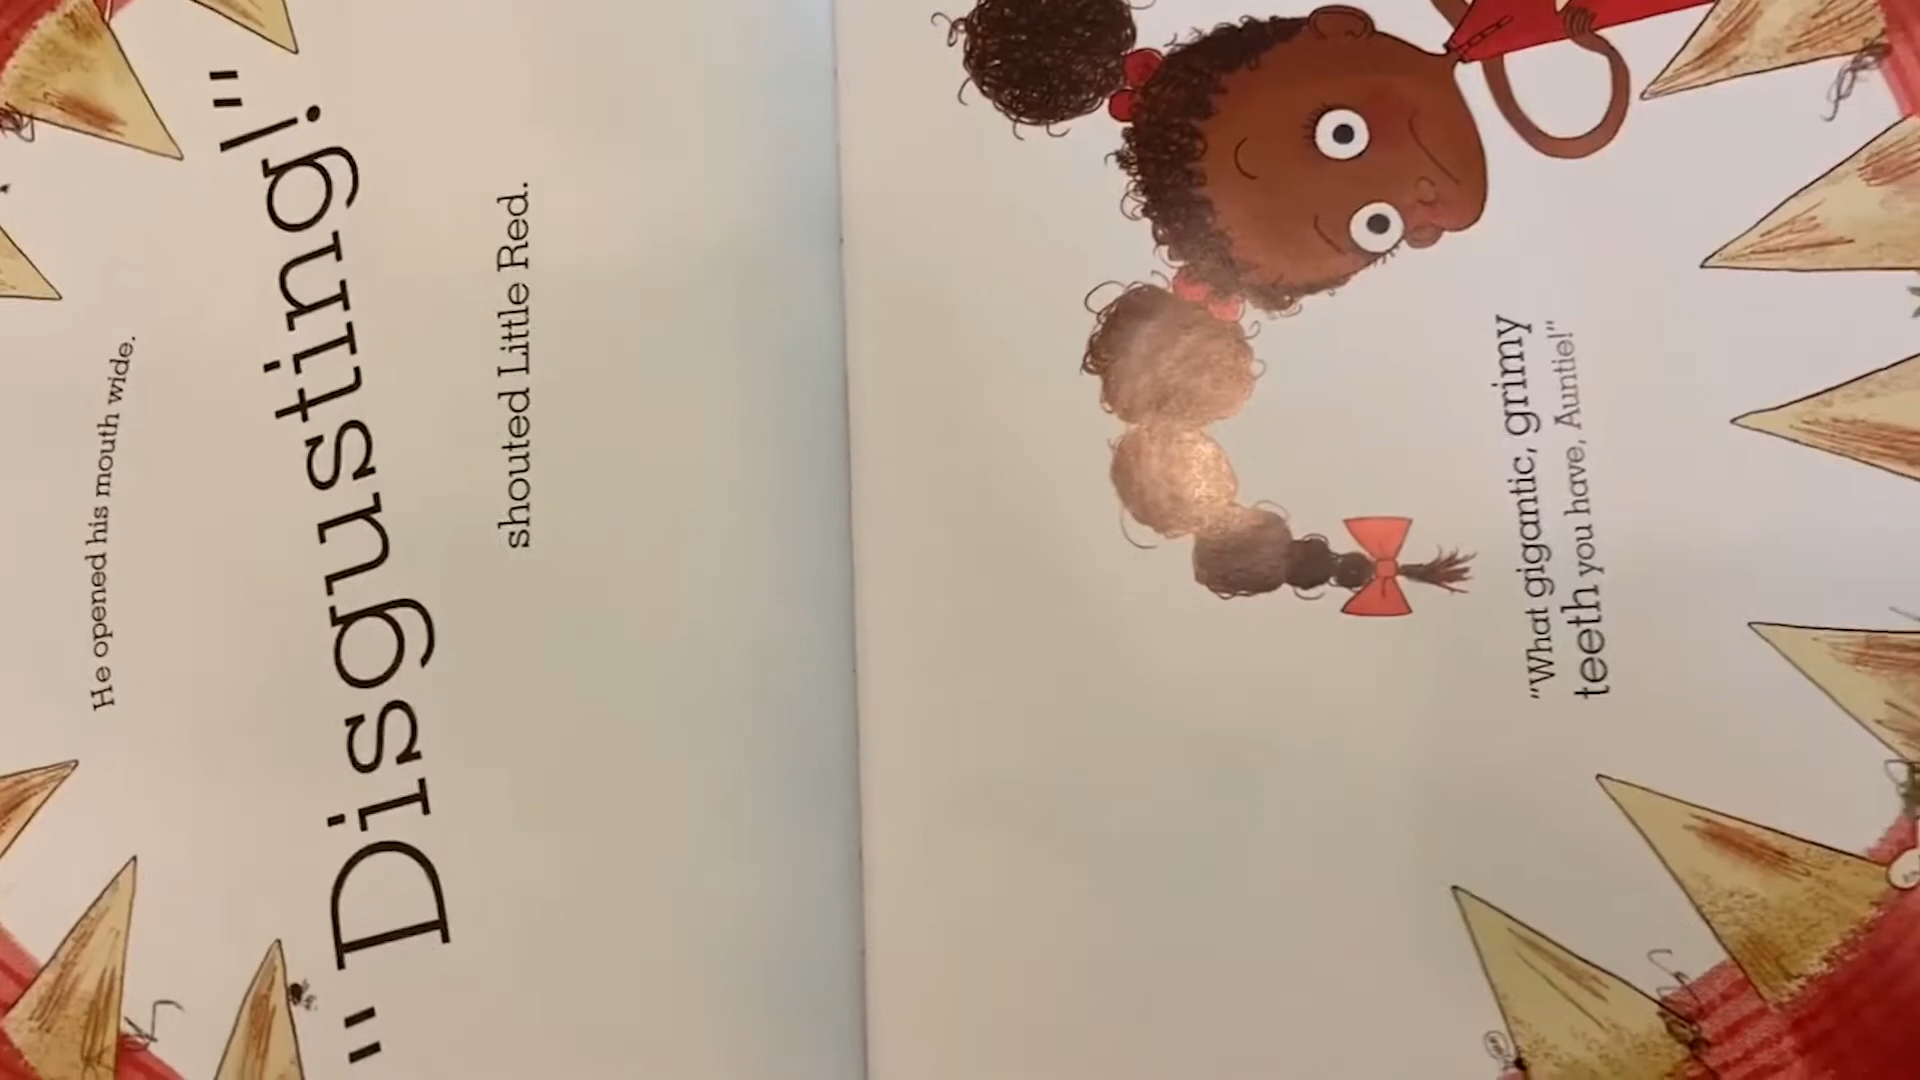 He opened his mouth wide.
"Disgusting!"
shouted Little Red.
"What gigantic, grimy
teeth you have, Auntie!"